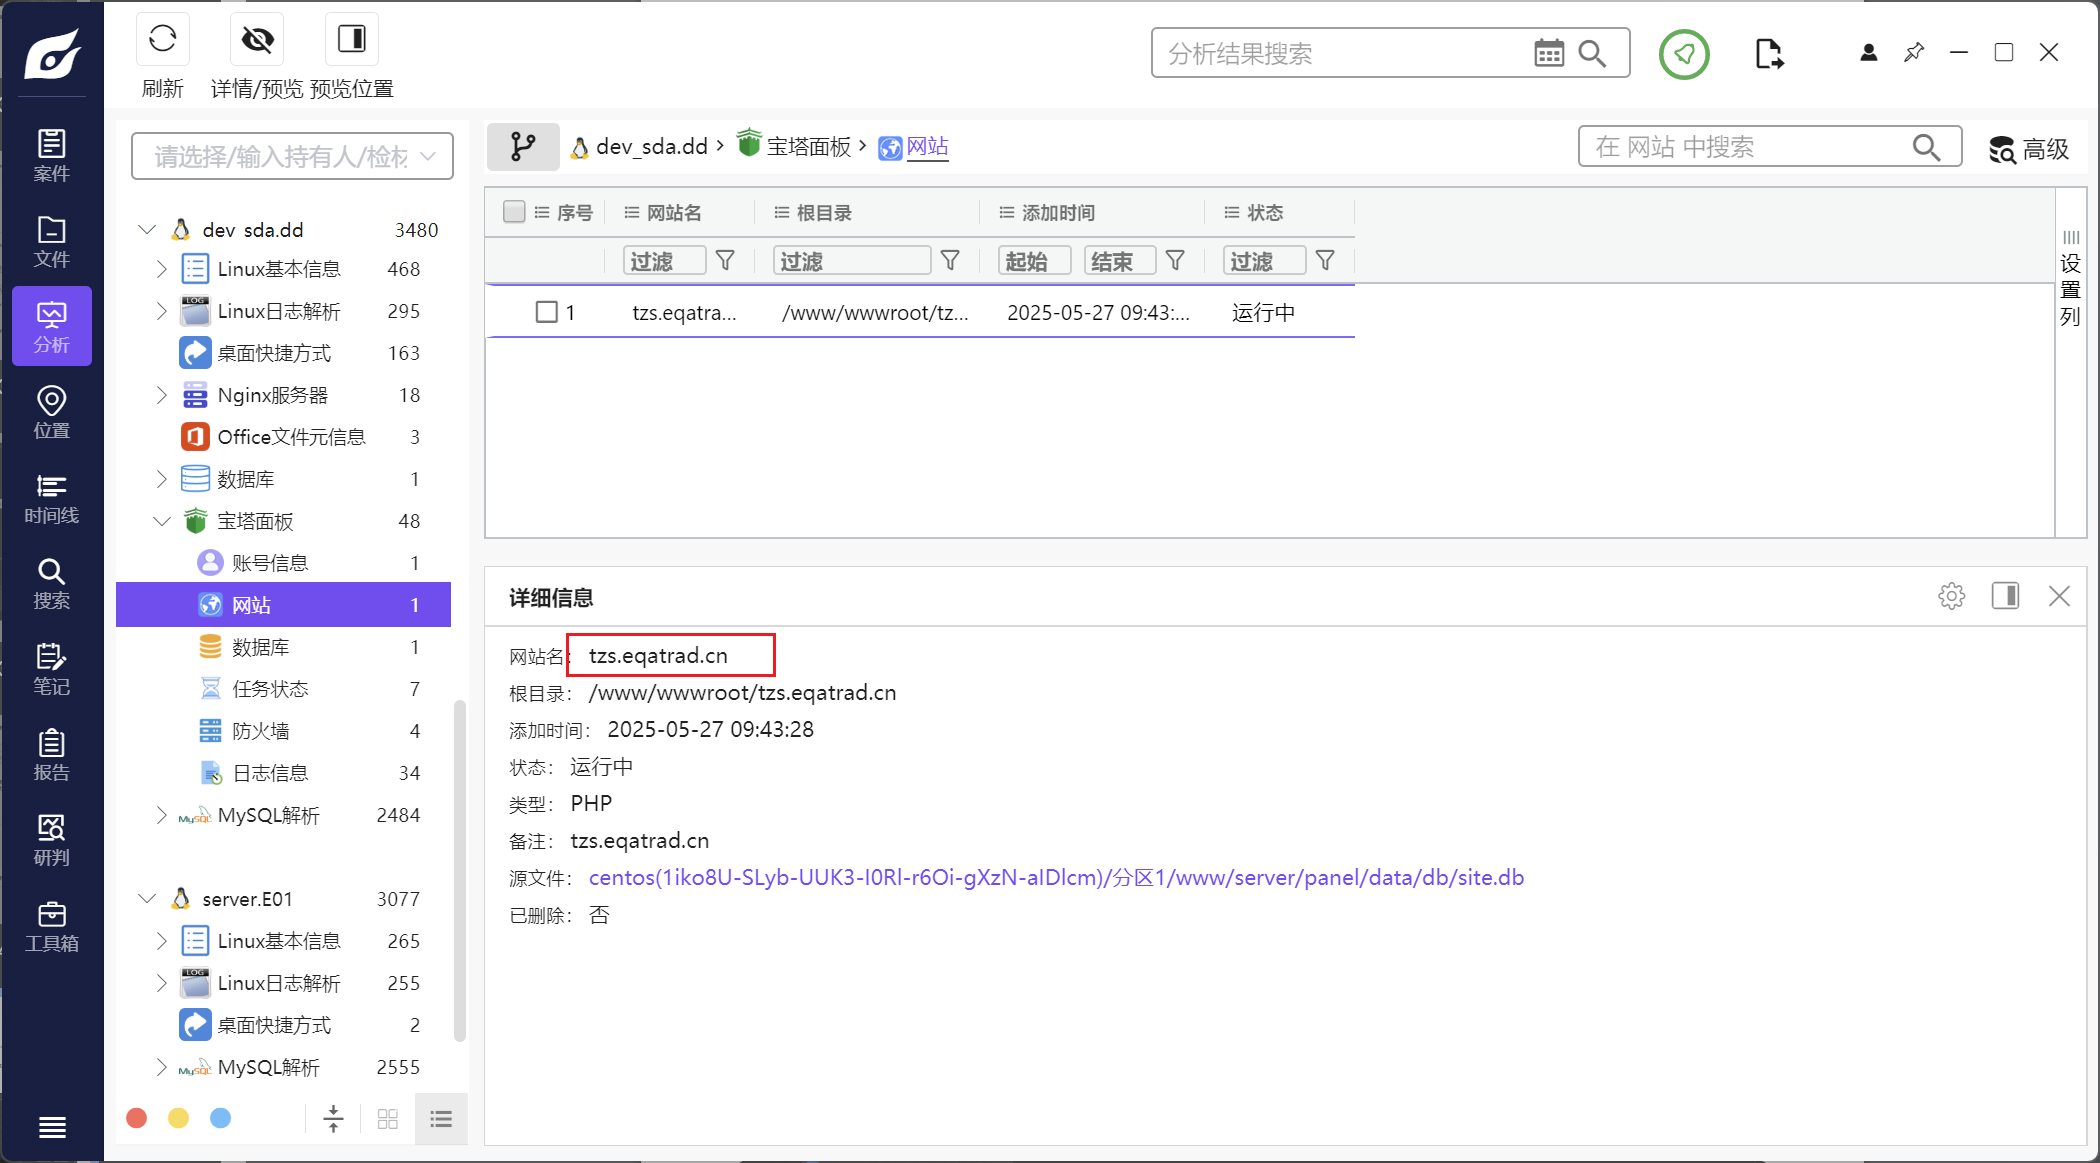 刷新
详情/预览
预览位置
分析结果搜索
案件
文件
分析
位置
时间线
搜索
笔记
报告
研判
工具箱
请选择/输入持有人/检材
dev_sda.dd 3480
Linux基本信息 468
Linux日志解析 295
桌面快捷方式 163
Nginx服务器 18
Office文件元信息 3
数据库 1
宝塔面板 48
账号信息 1
网站 1
数据库 1
任务状态 7
防火墙 4
日志信息 34
MySQL解析 2484
server.E01 3077
Linux基本信息 265
Linux日志解析 255
桌面快捷方式 2
MySQL解析 2555
dev_sda.dd > 宝塔面板 > 网站
在 网站 中搜索
高级
序号 网站名 根目录 添加时间 状态
过滤 过滤 起始 结束 过滤
1 tzs.eqatra... /www/wwwroot/tz... 2025-05-27 09:43:... 运行中
设置列
详细信息
网站名: tzs.eqatrad.cn
根目录: /www/wwwroot/tzs.eqatrad.cn
添加时间: 2025-05-27 09:43:28
状态: 运行中
类型: PHP
备注: tzs.eqatrad.cn
源文件: centos(1iko8U-SLyb-UUK3-I0RI-r6Oi-gXzN-aIDlcm)/分区1/www/server/panel/data/db/site.db
已删除: 否